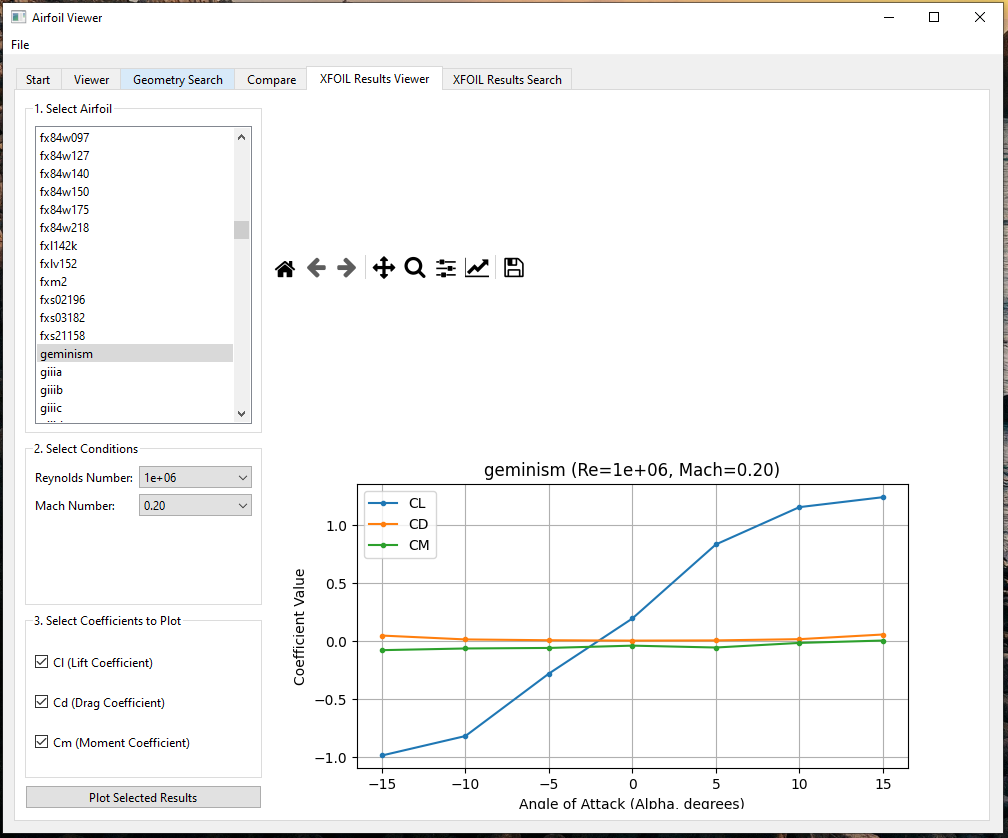 Airfoil Viewer
File
Start Viewer Geometry Search Compare XFOIL Results Viewer XFOIL Results Search
1. Select Airfoil
fx84w097
fx84w127
fx84w140
fx84w150
fx84w175
fx84w218
fxl142k
fxlv152
fxm2
fxs02196
fxs03182
fxs21158
geminism
giiia
giiib
giiic
2. Select Conditions
Reynolds Number: 1e+06
Mach Number: 0.20
3. Select Coefficients to Plot
Cl (Lift Coefficient)
Cd (Drag Coefficient)
Cm (Moment Coefficient)
Plot Selected Results
geminism (Re=1e+06, Mach=0.20)
CL
CD
CM
Coefficient Value
1.0
0.5
0.0
−0.5
−1.0
−15 −10 −5 0 5 10 15
Angle of Attack (Alpha, degrees)